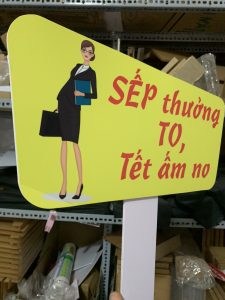 SẾP thưởng
TO,
Tết ấm no